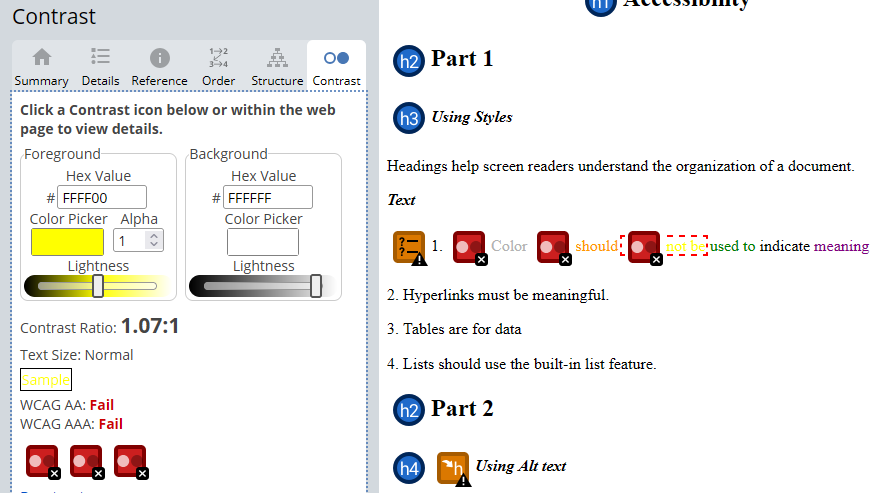 Contrast
Summary Details Reference Order Structure Contrast
Click a Contrast icon below or within the web
page to view details.
Foreground
Hex Value
# FFFF00
Color Picker Alpha
1
Lightness
Background
Hex Value
# FFFFFF
Color Picker
Lightness
Contrast Ratio: 1.07:1
Text Size: Normal
Sample
WCAG AA: Fail
WCAG AAA: Fail
h1 Accessibility
h2 Part 1
h3 Using Styles
Headings help screen readers understand the organization of a document.
Text
1. Color should not be used to indicate meaning
2. Hyperlinks must be meaningful.
3. Tables are for data
4. Lists should use the built-in list feature.
h2 Part 2
h4 h Using Alt text